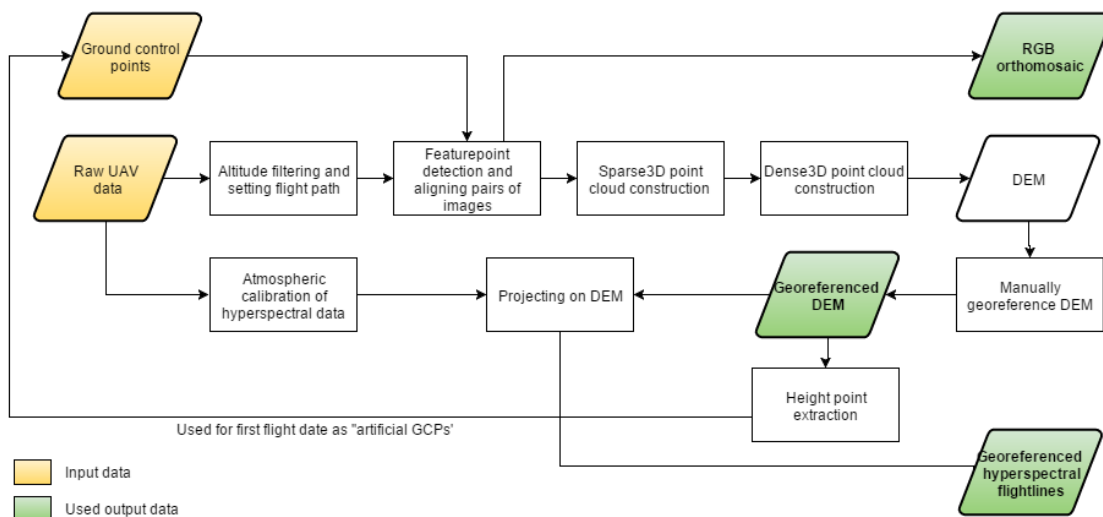 Ground control
points
RGB
orthomosaic
Raw UAV
data
Altitude filtering and
setting flight path
Featurepoint
detection and
aligning pairs of
images
Sparse3D point
cloud construction
Dense3D point cloud
construction
DEM
Atmospheric
calibration of
hyperspectral data
Projecting on DEM
Georeferenced
DEM
Manually
georeference DEM
Height point
extraction
Used for first flight date as "artificial GCPs'
Georeferenced
hyperspectral
flightlines
Input data
Used output data